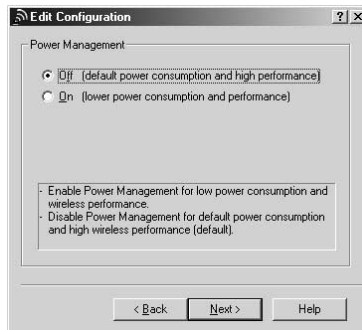 Edit Configuration
Power Management
Off (default power consumption and high performance)
On (lower power consumption and performance)
- Enable Power Management for low power consumption and
wireless performance.
- Disable Power Management for default power consumption
and high wireless performance (default).
< Back
Next >
Help